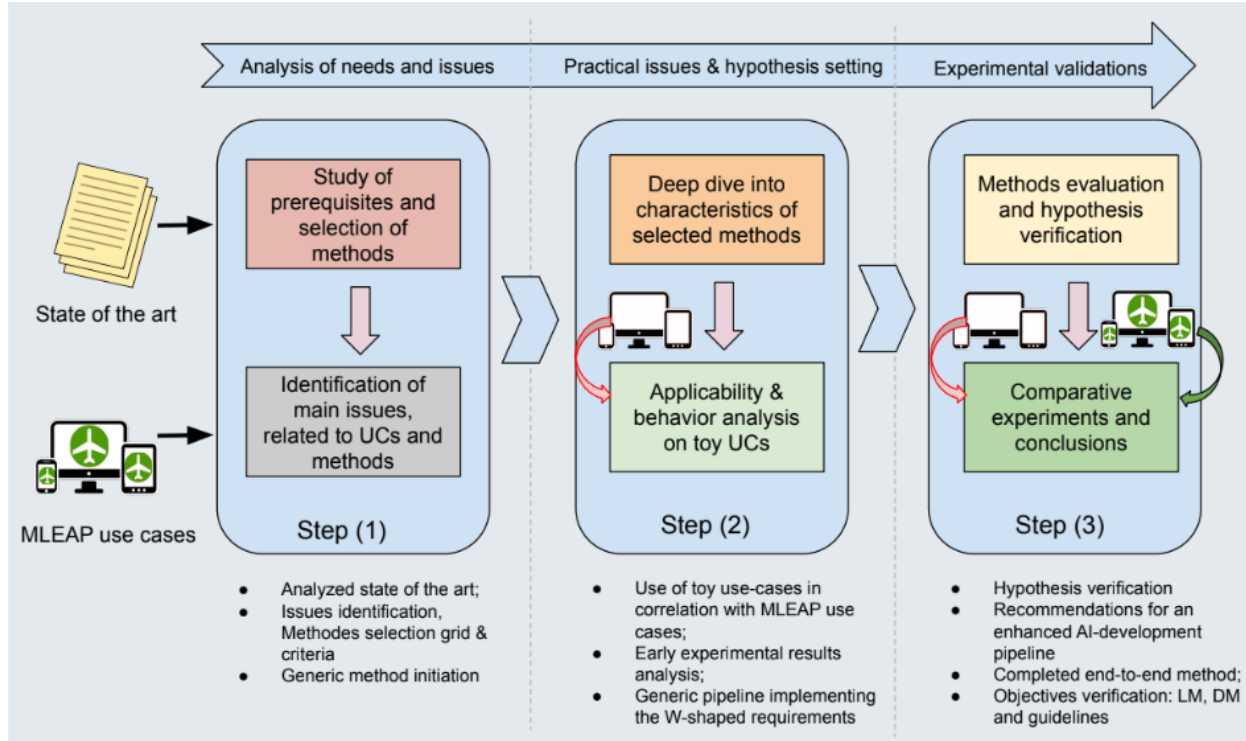 Analysis of needs and issues
Practical issues & hypothesis setting
Experimental validations
State of the art
MLEAP use cases
Study of
prerequisites and
selection of
methods
Identification of
main issues,
related to UCs and
methods
Step (1)
Deep dive into
characteristics of
selected methods
Applicability &
behavior analysis
on toy UCs
Step (2)
Methods evaluation
and hypothesis
verification
Comparative
experiments and
conclusions
Step (3)
● Analyzed state of the art;
● Issues identification,
Methodes selection grid &
criteria
● Generic method initiation
● Use of toy use-cases in
correlation with MLEAP use
cases;
● Early experimental results
analysis;
● Generic pipeline implementing
the W-shaped requirements
● Hypothesis verification
● Recommendations for an
enhanced AI-development
pipeline
● Completed end-to-end method;
● Objectives verification: LM, DM
and guidelines